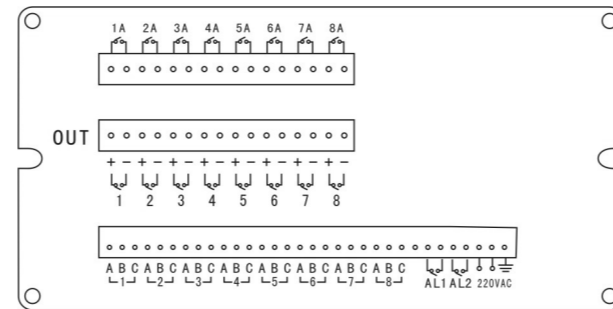 1A 2A 3A 4A 5A 6A 7A 8A
OUT
+ - + - + - + - + - + - + - + -
1 2 3 4 5 6 7 8
A B C A B C A B C A B C A B C A B C A B C A B C
1 2 3 4 5 6 7 8 AL1 AL2 220VAC